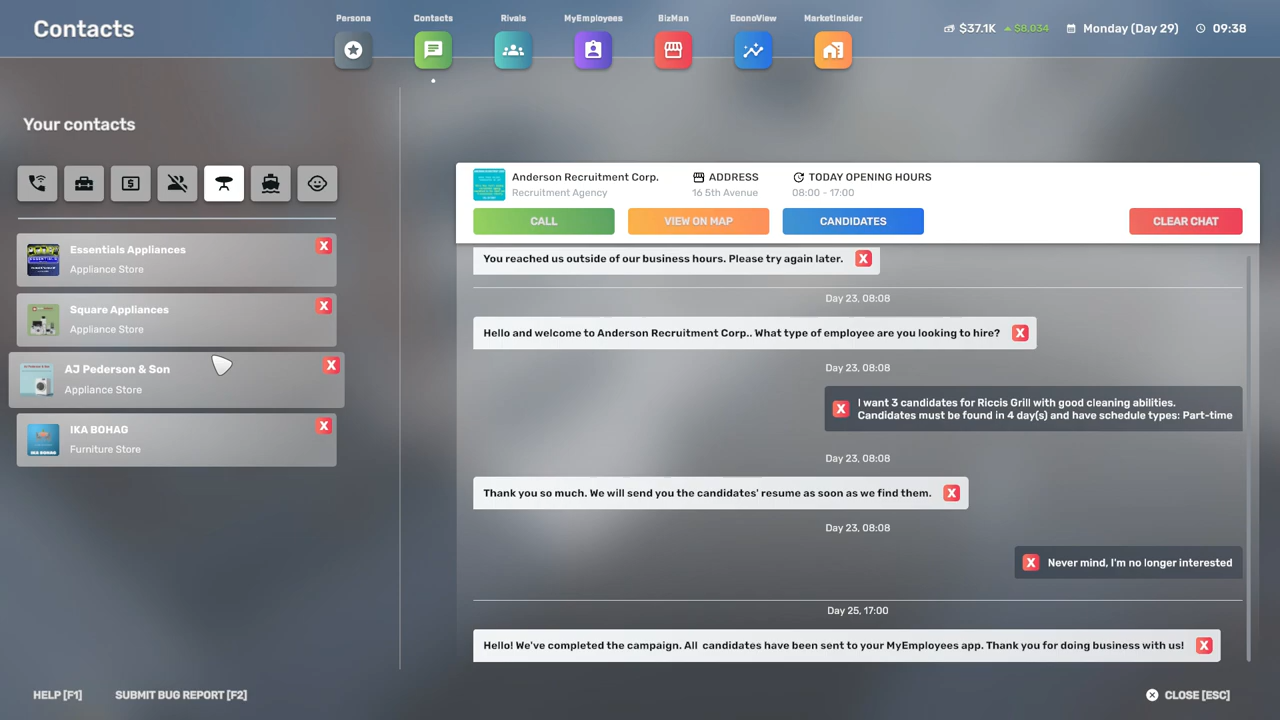 Contacts
Persona
Contacts
Rivals
MyEmployees
BizMan
EconoView
MarketInsider
$37.1K
$8,034
Monday (Day 29)
09:38
Your contacts
Essentials Appliances
Appliance Store
X
Square Appliances
Appliance Store
X
AJ Pederson & Son
Appliance Store
X
IKA BOHAG
Furniture Store
X
Anderson Recruitment Corp.
Recruitment Agency
ADDRESS
16 5th Avenue
TODAY OPENING HOURS
08:00 - 17:00
CALL
VIEW ON MAP
CANDIDATES
CLEAR CHAT
You reached us outside of our business hours. Please try again later. X
Day 23, 08:08
Hello and welcome to Anderson Recruitment Corp.. What type of employee are you looking to hire? X
Day 23, 08:08
X I want 3 candidates for Riccis Grill with good cleaning abilities.
Candidates must be found in 4 day(s) and have schedule types: Part-time
Day 23, 08:08
Thank you so much. We will send you the candidates' resume as soon as we find them. X
Day 23, 08:08
X Never mind, I'm no longer interested
Day 25, 17:00
Hello! We've completed the campaign. All candidates have been sent to your MyEmployees app. Thank you for doing business with us! X
HELP [F1]
SUBMIT BUG REPORT [F2]
CLOSE [ESC]